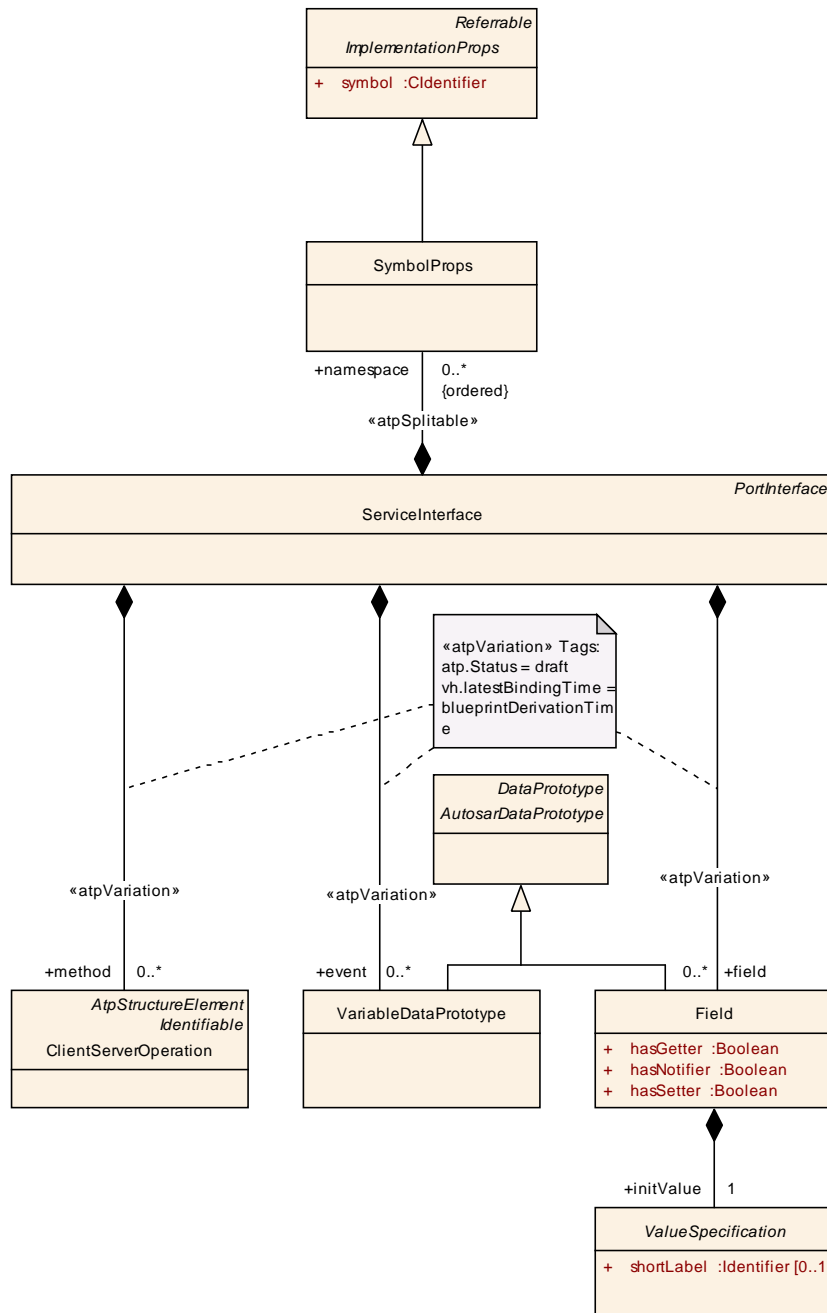 Referrable
ImplementationProps
+ symbol :CIdentifier
SymbolProps
+namespace 0..*
{ordered}
«atpSplitable»
PortInterface
ServiceInterface
«atpVariation» Tags:
atp.Status = draft
vh.latestBindingTime =
blueprintDerivationTim
e
DataPrototype
AutosarDataPrototype
«atpVariation» «atpVariation» «atpVariation»
+method 0..* +event 0..* 0..* +field
AtpStructureElement
Identifiable
ClientServerOperation
VariableDataPrototype
Field
+ hasGetter :Boolean
+ hasNotifier :Boolean
+ hasSetter :Boolean
+initValue 1
ValueSpecification
+ shortLabel :Identifier [0..1